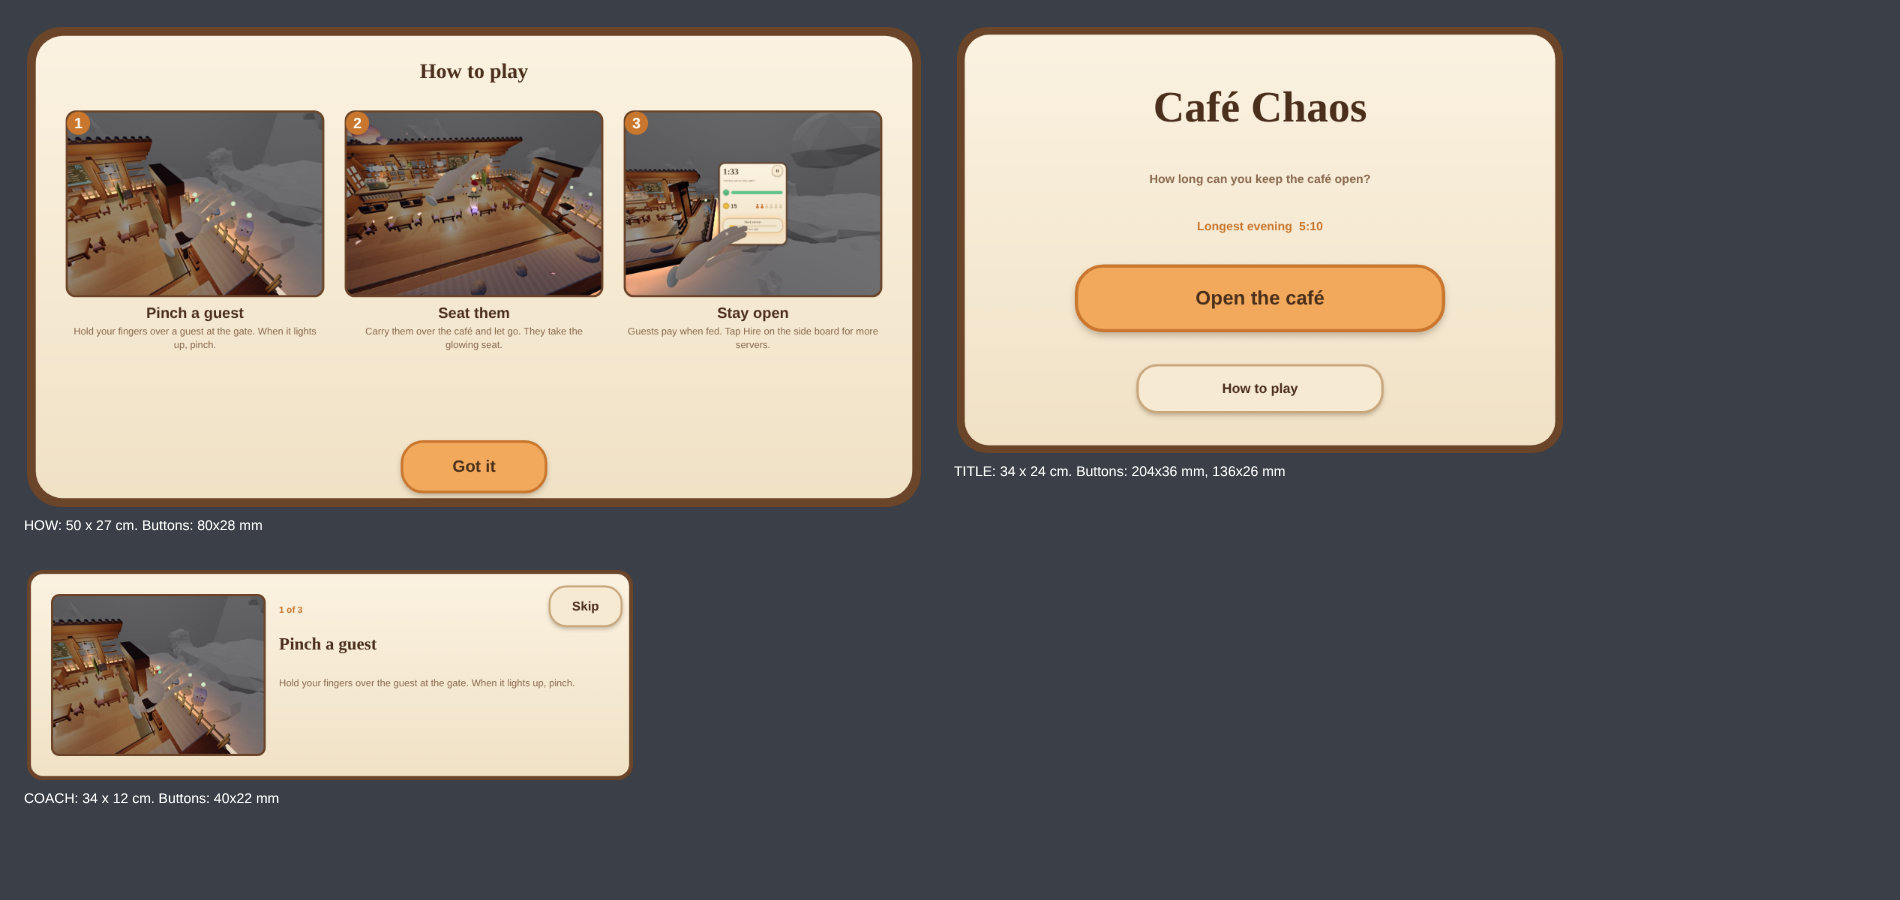 How to play
1
2
3
1:33
15
Pinch a guest
Hold your fingers over a guest at the gate. When it lights
up, pinch.
Seat them
Carry them over the café and let go. They take the
glowing seat.
Stay open
Guests pay when fed. Tap Hire on the side board for more
servers.
Got it
HOW: 50 x 27 cm. Buttons: 80x28 mm
Café Chaos
How long can you keep the café open?
Longest evening 5:10
Open the café
How to play
TITLE: 34 x 24 cm. Buttons: 204x36 mm, 136x26 mm
1 of 3
Skip
Pinch a guest
Hold your fingers over the guest at the gate. When it lights up, pinch.
COACH: 34 x 12 cm. Buttons: 40x22 mm